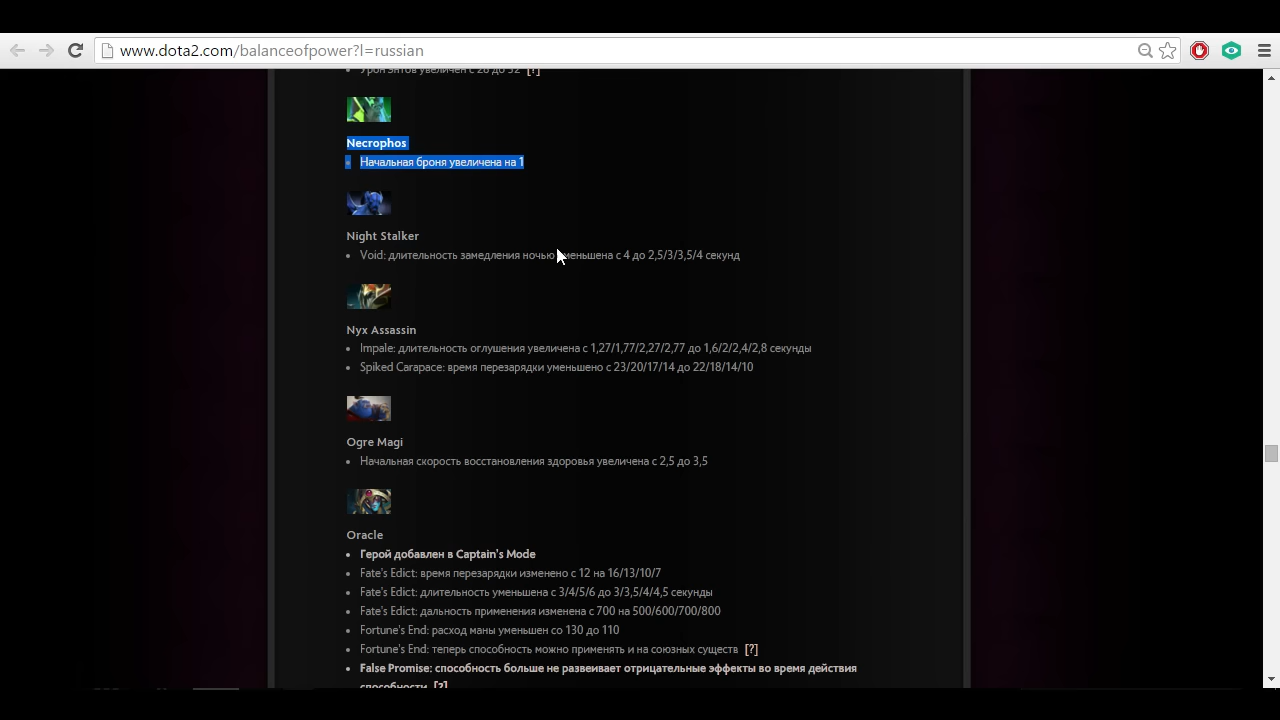 www.dota2.com/balanceofpower?l=russian
Урон энтов увеличен с 28 до 32 [?]
Necrophos
Начальная броня увеличена на 1
Night Stalker
Void: длительность замедления ночью уменьшена с 4 до 2,5/3/3,5/4 секунд
Nyx Assassin
Impale: длительность оглушения увеличена с 1,27/1,77/2,27/2,77 до 1,6/2/2,4/2,8 секунды
Spiked Carapace: время перезарядки уменьшено с 23/20/17/14 до 22/18/14/10
Ogre Magi
Начальная скорость восстановления здоровья увеличена с 2,5 до 3,5
Oracle
Герой добавлен в Captain's Mode
Fate's Edict: время перезарядки изменено с 12 на 16/13/10/7
Fate's Edict: длительность уменьшена с 3/4/5/6 до 3/3,5/4/4,5 секунды
Fate's Edict: дальность применения изменена с 700 на 500/600/700/800
Fortune's End: расход маны уменьшен со 130 до 110
Fortune's End: теперь способность можно применять и на союзных существ [?]
False Promise: способность больше не развеивает отрицательные эффекты во время действия
способности [?]